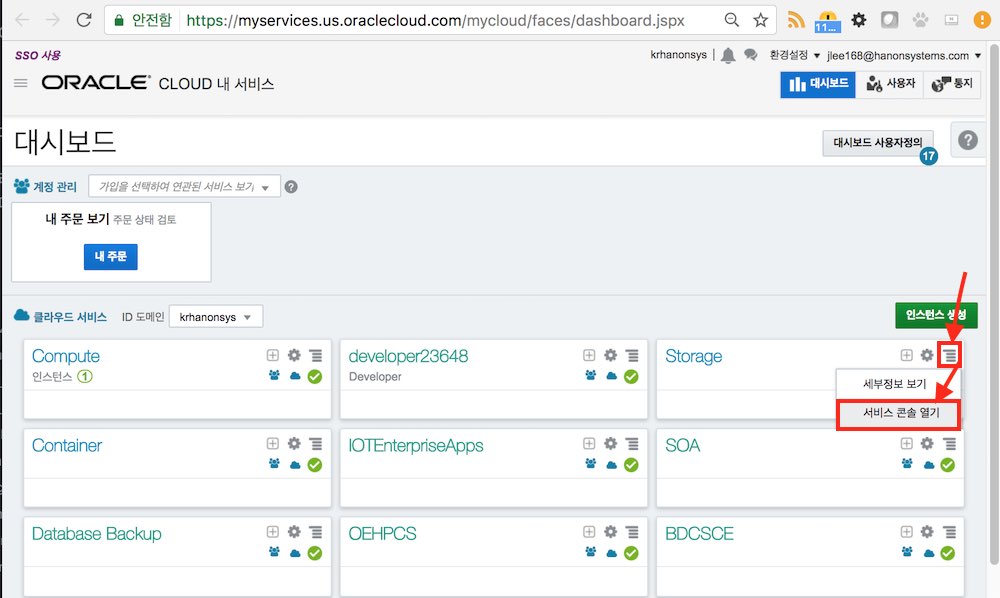 안전함 https://myservices.us.oraclecloud.com/mycloud/faces/dashboard.jspx
11...
SSO 사용
krhanonsys 환경설정 jlee168@hanonsystems.com
ORACLE CLOUD 내 서비스
대시보드 사용자 통지
대시보드
대시보드 사용자정의
17
?
계정 관리 가입을 선택하여 연관된 서비스 보기 ?
내 주문 보기 주문 상태 검토
내 주문
클라우드 서비스 ID 도메인 krhanonsys 인스턴스 생성
Compute developer23648 Storage
인스턴스 1 Developer
세부정보 보기
서비스 콘솔 열기
Container IOTEnterpriseApps SOA
Database Backup OEHPCS BDCSCE